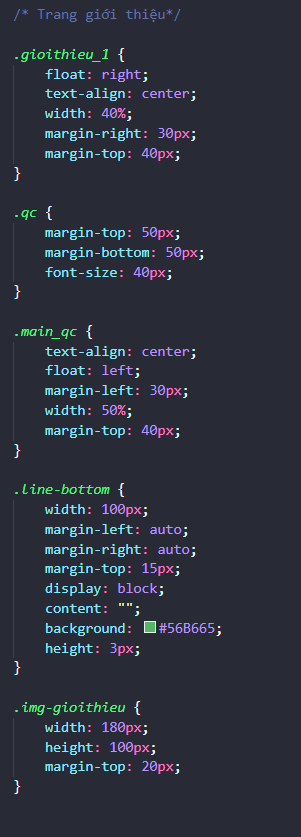 /* Trang giới thiệu*/
.gioithieu_1 {
float: right;
text-align: center;
width: 40%;
margin-right: 30px;
margin-top: 40px;
}
.qc {
margin-top: 50px;
margin-bottom: 50px;
font-size: 40px;
}
.main_qc {
text-align: center;
float: left;
margin-left: 30px;
width: 50%;
margin-top: 40px;
}
.line-bottom {
width: 100px;
margin-left: auto;
margin-right: auto;
margin-top: 15px;
display: block;
content: "";
background: #56B665;
height: 3px;
}
.img-gioithieu {
width: 180px;
height: 100px;
margin-top: 20px;
}